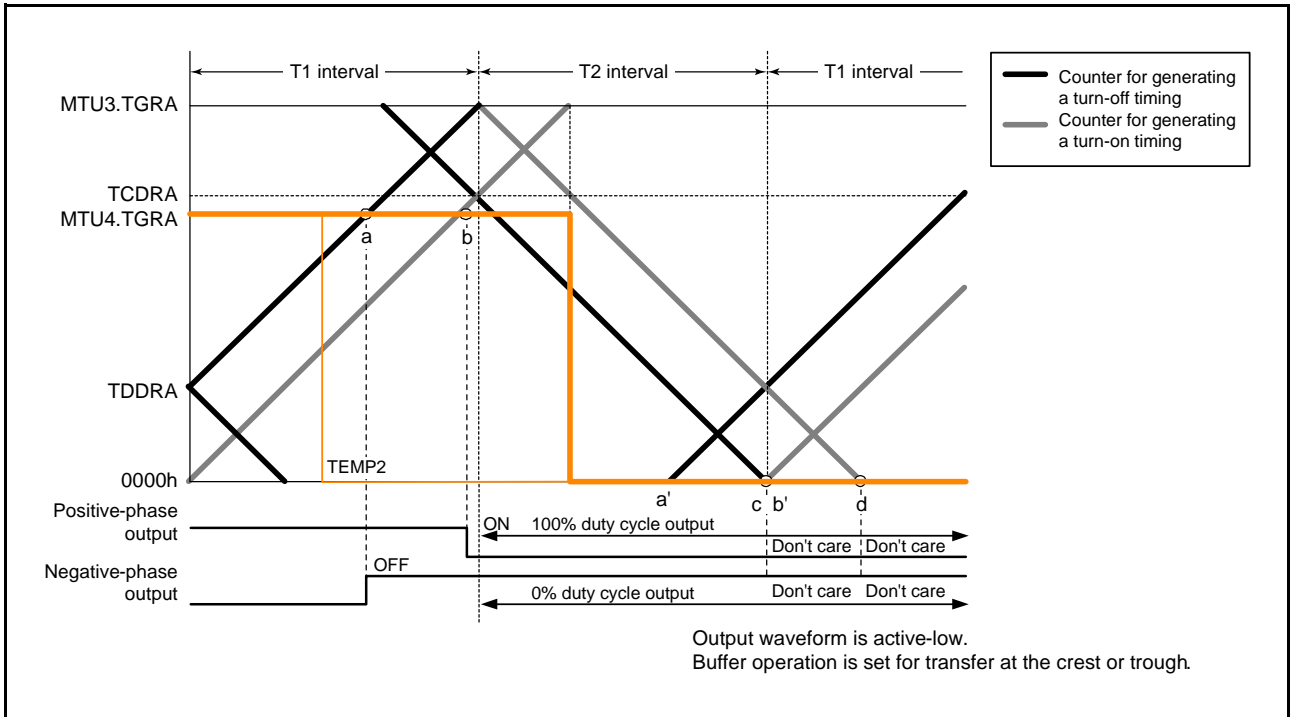 T1 interval
T2 interval
T1 interval
Counter for generating
a turn-off timing
Counter for generating
a turn-on timing
MTU3.TGRA
TCDRA
MTU4.TGRA
a
b
TDDRA
TEMP2
0000h
a'
c
b'
d
Positive-phase
output
ON
100% duty cycle output
Don't care
Don't care
Negative-phase
output
OFF
0% duty cycle output
Don't care
Don't care
Output waveform is active-low.
Buffer operation is set for transfer at the crest or trough.